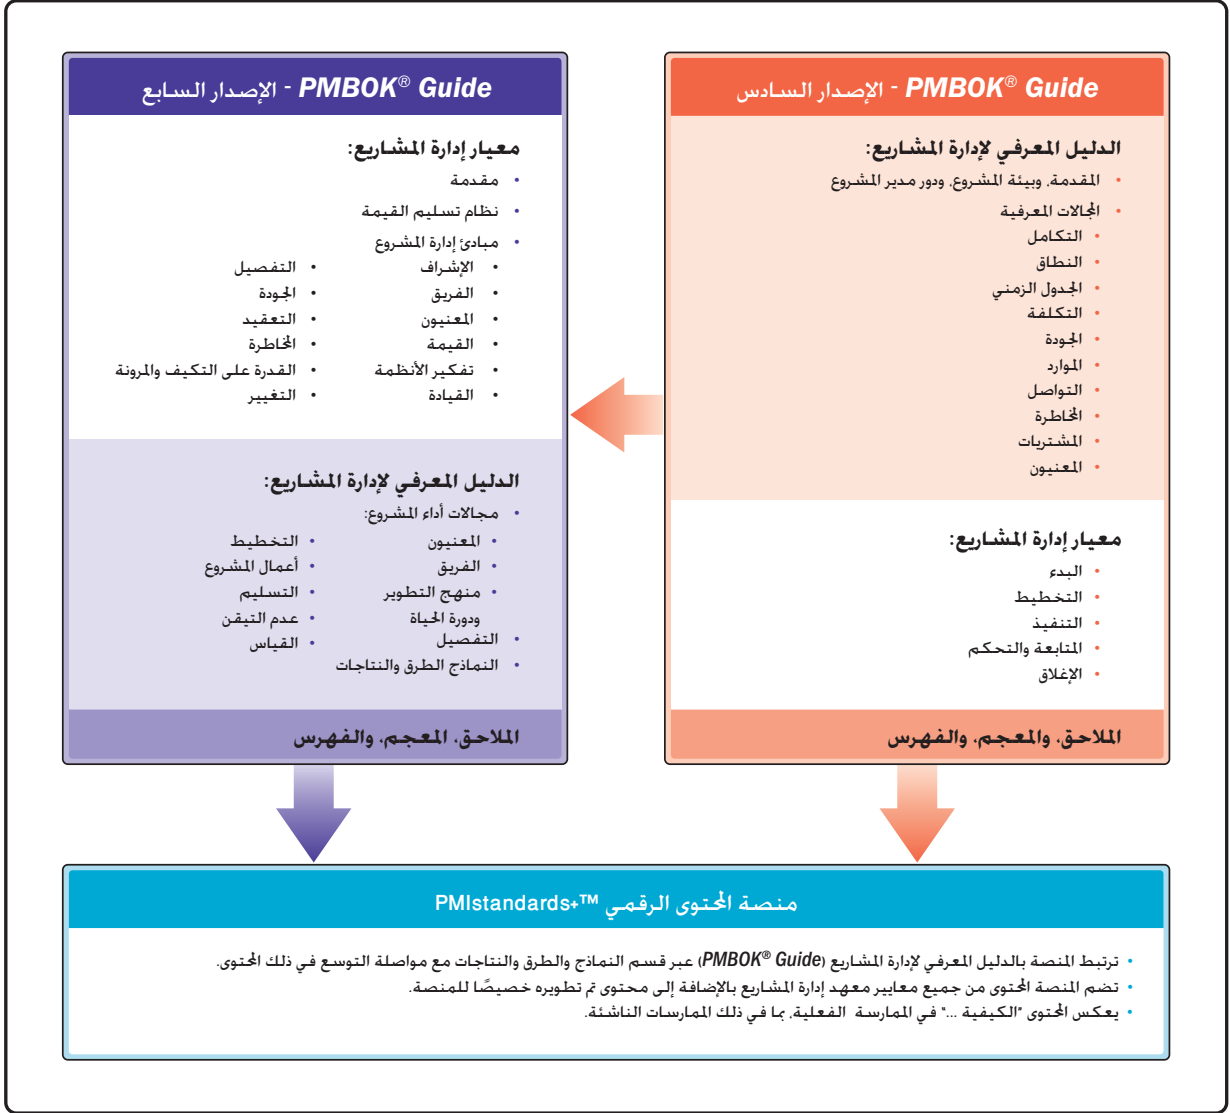 PMBOK® Guide - الإصدار السادس
الدليل المعرفي لإدارة المشاريع:
• المقدمة، وبيئة المشروع، ودور مدير المشروع
• المجالات المعرفية
• التكامل
• النطاق
• الجدول الزمني
• التكلفة
• الجودة
• الموارد
• التواصل
• المخاطرة
• المشتريات
• المعنيون
معيار إدارة المشاريع:
• البدء
• التخطيط
• التنفيذ
• المتابعة والتحكم
• الإغلاق
الملاحق، والمعجم، والفهرس
PMBOK® Guide - الإصدار السابع
معيار إدارة المشاريع:
• مقدمة
• نظام تسليم القيمة
• مبادئ إدارة المشروع
• الإشراف
• الفريق
• المعنيون
• القيمة
• تفكير الأنظمة
• القيادة
• التفصيل
• الجودة
• التعقيد
• المخاطرة
• القدرة على التكيف والمرونة
• التغيير
الدليل المعرفي لإدارة المشاريع:
• مجالات أداء المشروع:
• المعنيون
• الفريق
• منهج التطوير
ودورة الحياة
• التخطيط
• أعمال المشروع
• التسليم
• عدم التيقن
• القياس
• التفصيل
• النماذج الطرق والنتاجات
الملاحق، المعجم، والفهرس
منصة المحتوى الرقمي PMIstandards+™
• ترتبط المنصة بالدليل المعرفي لإدارة المشاريع (PMBOK® Guide) عبر قسم النماذج والطرق والنتاجات مع مواصلة التوسع في ذلك المحتوى.
• تضم المنصة المحتوى من جميع معايير معهد إدارة المشاريع بالإضافة إلى محتوى تم تطويره خصيصًا للمنصة.
• يعكس المحتوى "الكيفية ..." في الممارسة الفعلية، بما في ذلك الممارسات الناشئة.